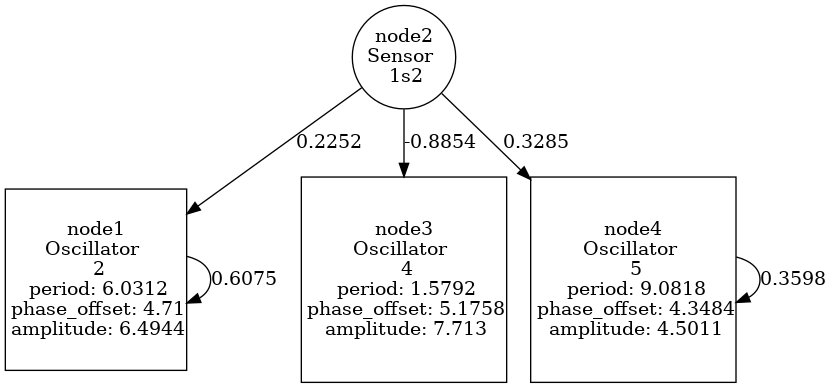 node2
Sensor
1s2
0.2252
-0.8854
0.3285
node1
Oscillator
2
period: 6.0312
phase_offset: 4.71
amplitude: 6.4944
0.6075
node3
Oscillator
4
period: 1.5792
phase_offset: 5.1758
amplitude: 7.713
node4
Oscillator
5
period: 9.0818
phase_offset: 4.3484
amplitude: 4.5011
0.3598